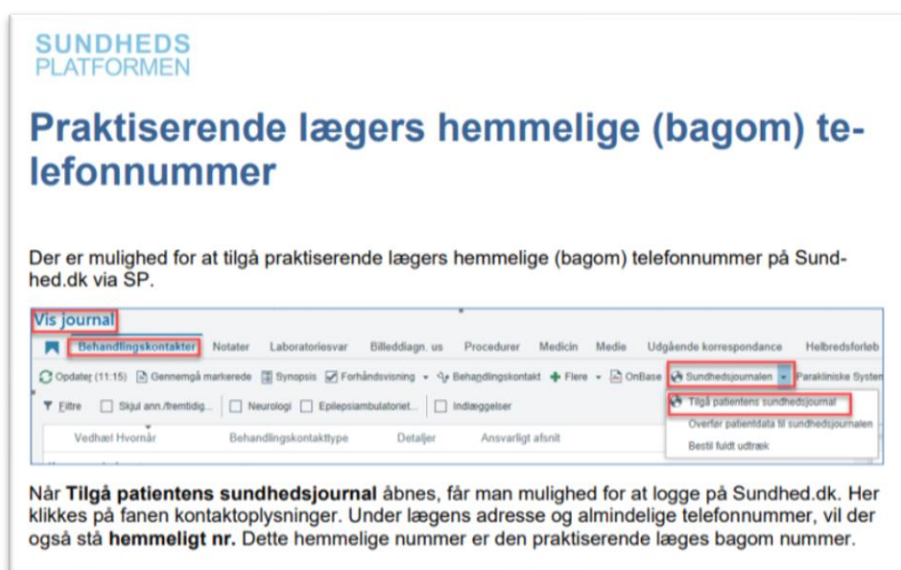 SUNDHEDS
PLATFORMEN
Praktiserende lægers hemmelige (bagom) te-
lefonnummer
Der er mulighed for at tilgå praktiserende lægers hemmelige (bagom) telefonnummer på Sund-
hed.dk via SP.
Vis journal
Behandlingskontakter Notater Laboratoriesvar Billeddiagn. us Procedurer Medicin Medie Udgående korrespondance Helbredsforløb
Opdater (11:15) Gennemgå markerede Synopsis Forhåndsvisning Behandlingskontakt Flere OnBase Sundhedsjournalen Parakliniske System
Filtre Skjul ann./fremtidig... Neurologi Epilepsiambulatoriet... Indlæggelser Tilgå patientens sundhedsjournal
Overfør patientdata til sundhedsjournalen
Vedhæl Hvornår Behandlingskontakttype Detaljer Ansvarligt afsnit
Bestil fuldt udtræk
Når Tilgå patientens sundhedsjournal åbnes, får man mulighed for at logge på Sundhed.dk. Her
klikkes på fanen kontaktoplysninger. Under lægens adresse og almindelige telefonnummer, vil der
også stå hemmeligt nr. Dette hemmelige nummer er den praktiserende læges bagom nummer.